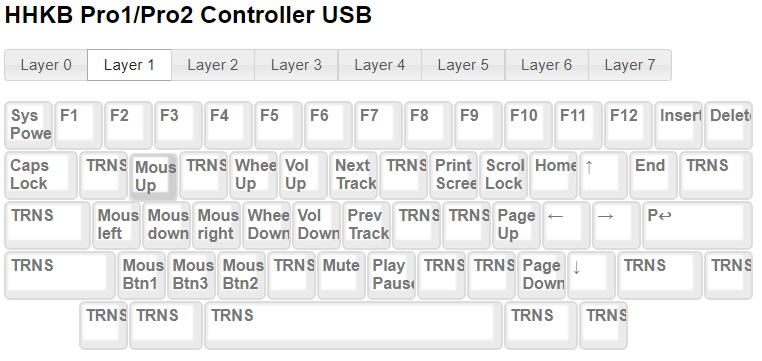 HHKB Pro1/Pro2 Controller USB
Layer 0 Layer 1 Layer 2 Layer 3 Layer 4 Layer 5 Layer 6 Layer 7
Sys F1 F2 F3 F4 F5 F6 F7 F8 F9 F10 F11 F12 Insert Delet
Powe
Caps TRNS Mous TRNS Whee Vol Next TRNS Print Scrol Home ↑ End TRNS
Lock Up Up Up Track Scree Lock
TRNS Mous Mous Mous Whee Vol Prev TRNS TRNS Page ← → P↩
left down right Down Down Track Up
TRNS Mous Mous Mous TRNS Mute Play TRNS TRNS Page ↓ TRNS TRNS
Btn1 Btn3 Btn2 Paus Down
TRNS TRNS TRNS TRNS TRNS